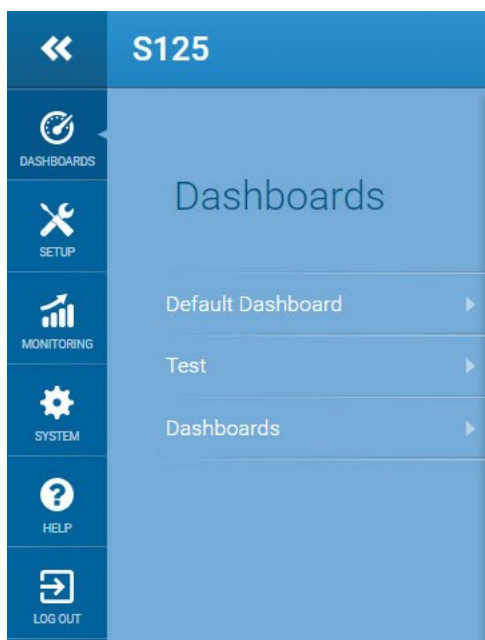 S125
DASHBOARDS
SETUP
MONITORING
SYSTEM
HELP
LOG OUT
Dashboards
Default Dashboard
Test
Dashboards